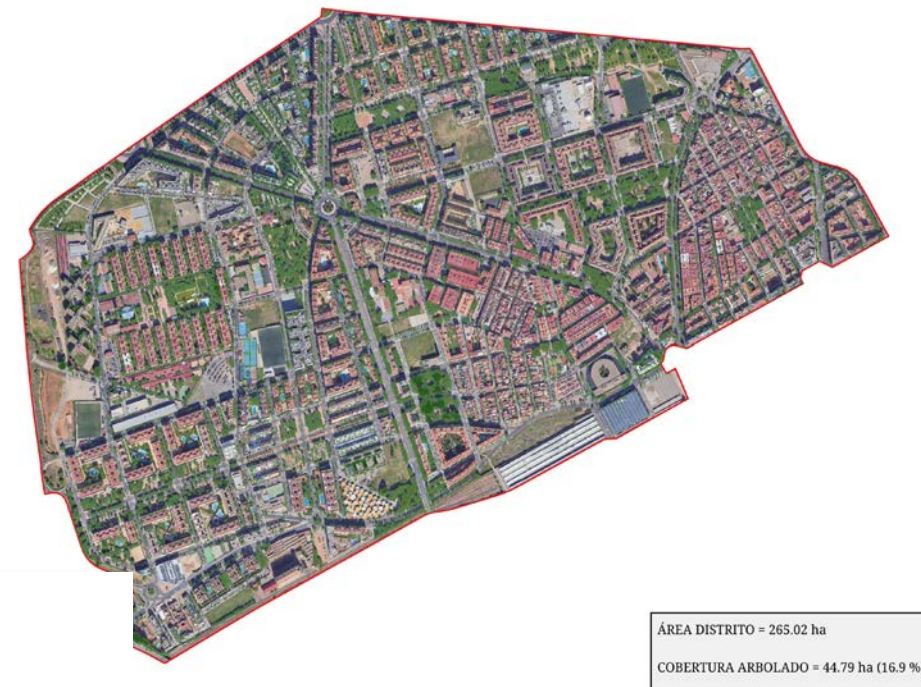 ÁREA DISTRITO = 265.02 ha
COBERTURA ARBOLADO = 44.79 ha (16.9 %